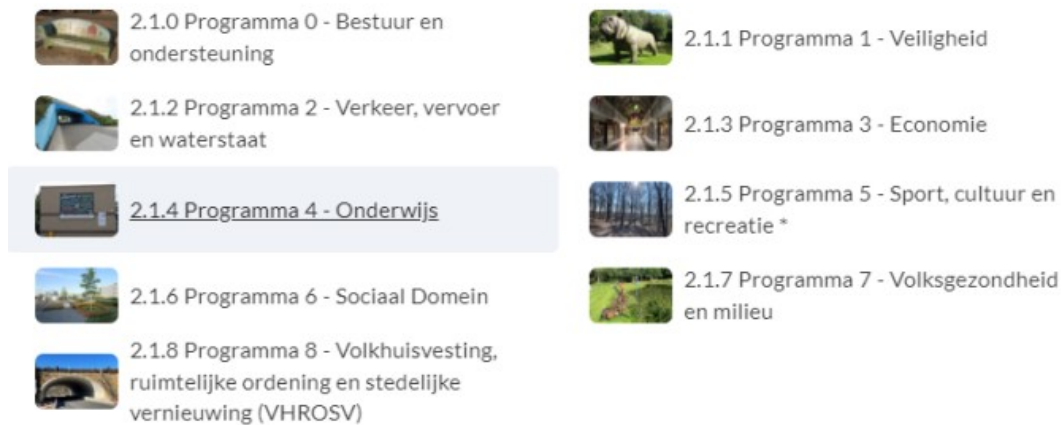 2.1.0 Programma 0 - Bestuur en
ondersteuning
2.1.1 Programma 1 - Veiligheid
2.1.2 Programma 2 - Verkeer, vervoer
en waterstaat
2.1.3 Programma 3 - Economie
2.1.4 Programma 4 - Onderwijs
2.1.5 Programma 5 - Sport, cultuur en
recreatie *
2.1.6 Programma 6 - Sociaal Domein
2.1.7 Programma 7 - Volksgezondheid
en milieu
2.1.8 Programma 8 - Volkhuisvesting,
ruimtelijke ordening en stedelijke
vernieuwing (VHROSV)